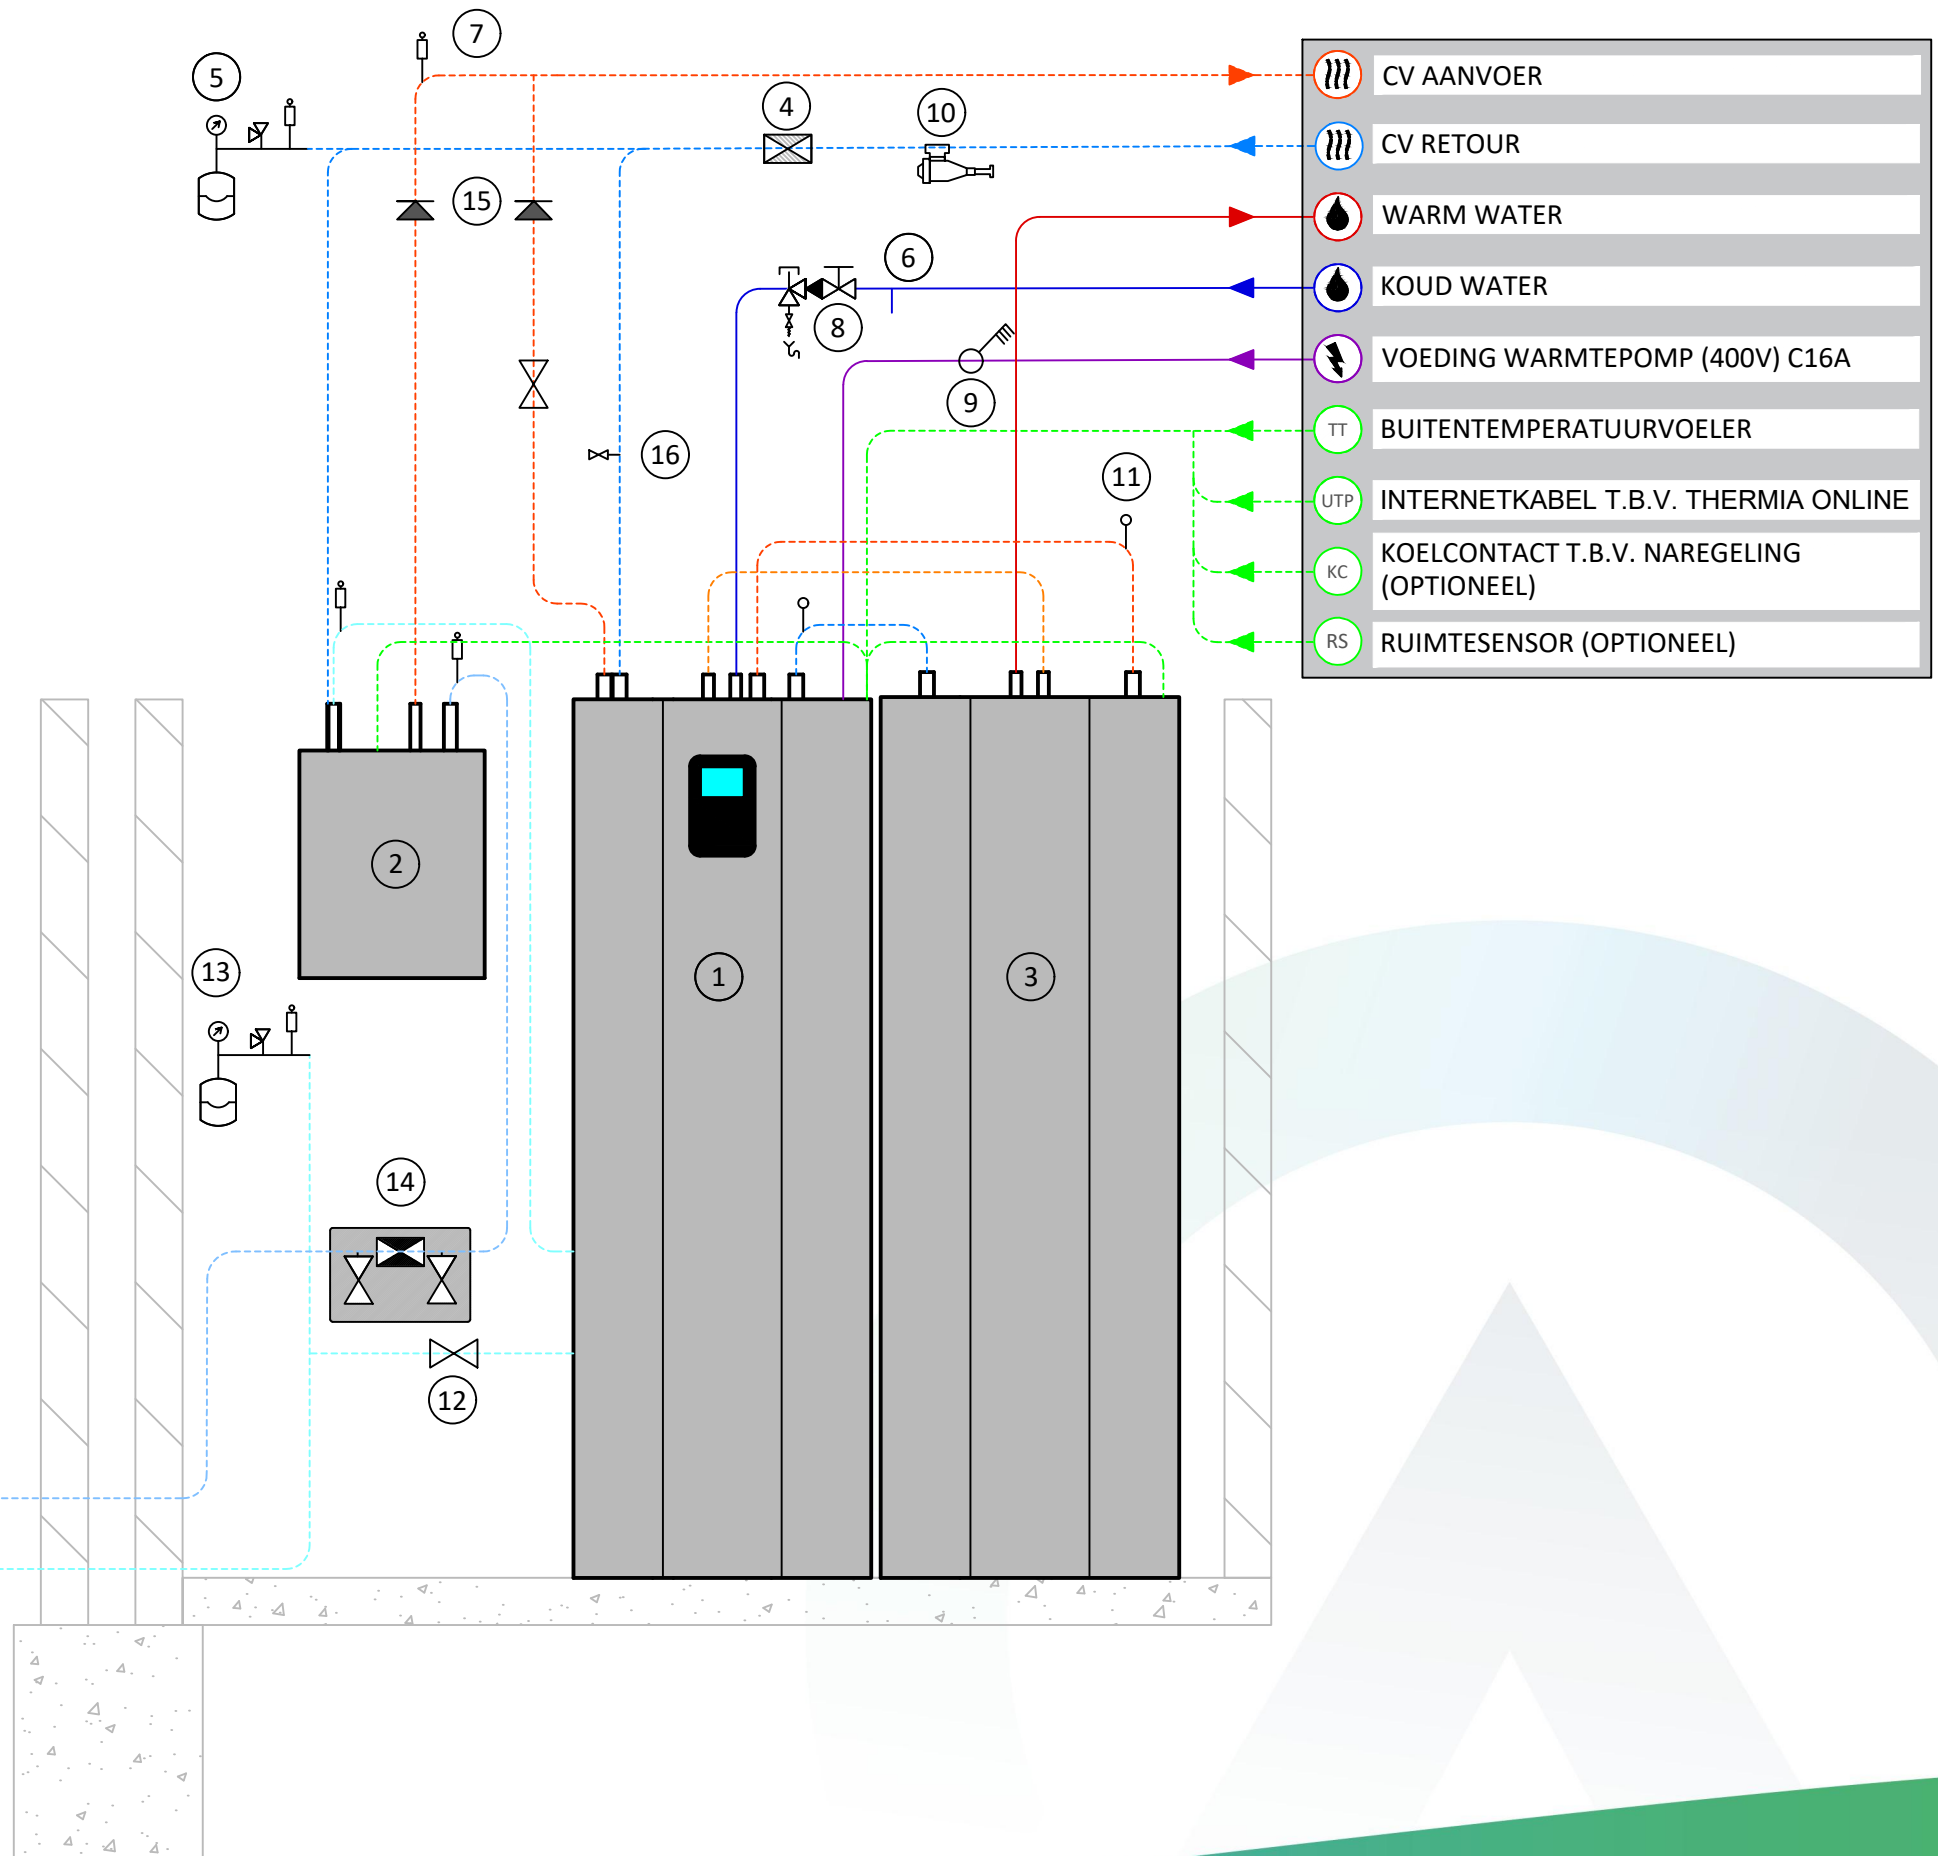 7
5
4
10
CV AANVOER
CV RETOUR
15
WARM WATER
6
KOUD WATER
8
VOEDING WARMTEPOMP (400V) C16A
9
TT BUITENTEMPERATUURVOELER
16
11
UTP INTERNETKABEL T.B.V. THERMIA ONLINE
KC KOELCONTACT T.B.V. NAREGELING
(OPTIONEEL)
RS RUIMTESENSOR (OPTIONEEL)
2
13
1
3
14
12